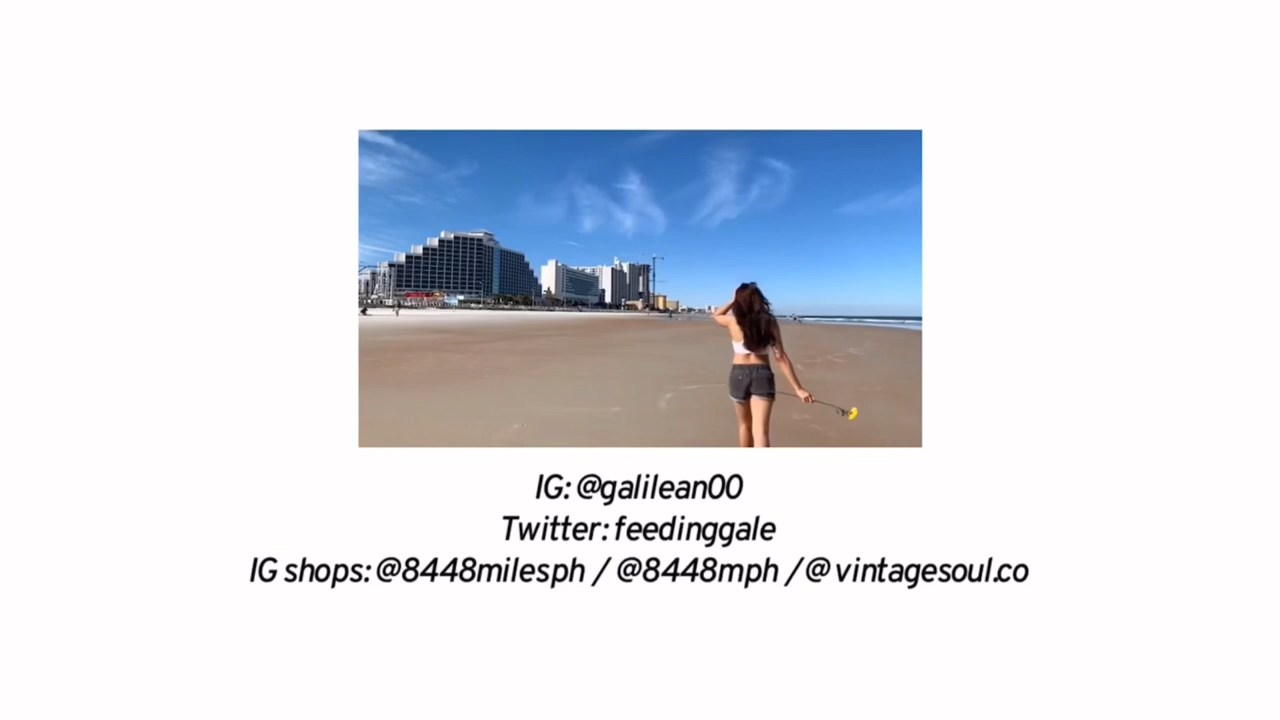 IG: @galilean00
Twitter: feedinggale
IG shops: @8448milesph / @8448mph / @vintagesoul.co